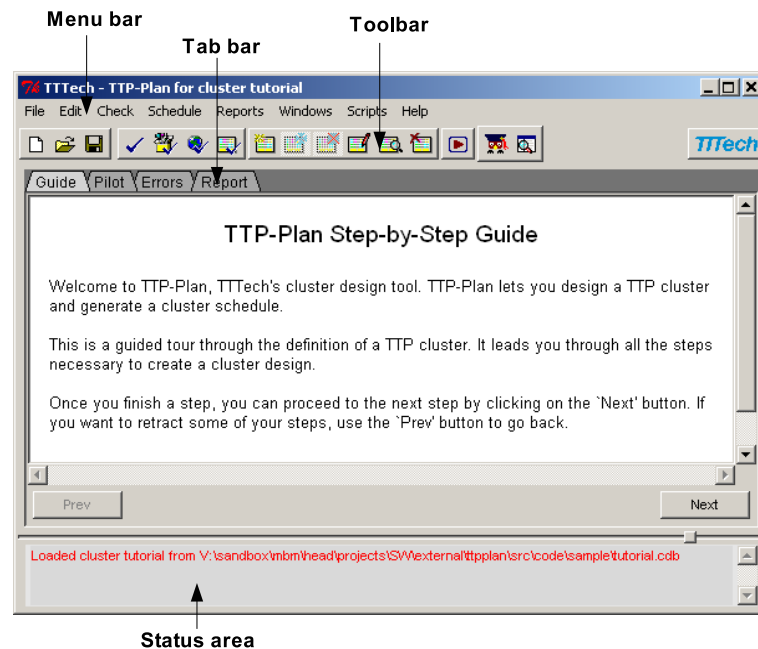 Menu bar
Tab bar
Toolbar
TTTech - TTP-Plan for cluster tutorial
File Edit Check Schedule Reports Windows Scripts Help
TTTech
Guide Pilot Errors Report
TTP-Plan Step-by-Step Guide
Welcome to TTP-Plan, TTTech's cluster design tool. TTP-Plan lets you design a TTP cluster
and generate a cluster schedule.
This is a guided tour through the definition of a TTP cluster. It leads you through all the steps
necessary to create a cluster design.
Once you finish a step, you can proceed to the next step by clicking on the `Next' button. If
you want to retract some of your steps, use the `Prev' button to go back.
Prev
Next
Loaded cluster tutorial from V:\sandbox\mbm\head\projects\SW\external\ttpplan\src\code\sample\tutorial.cdb
Status area